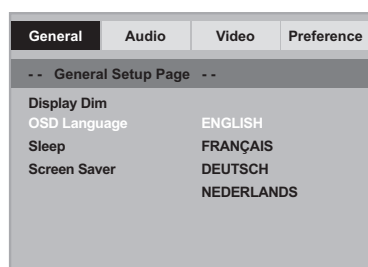 General Audio Video Preference
- - General Setup Page - -
Display Dim
OSD Language ENGLISH
Sleep FRANÇAIS
Screen Saver DEUTSCH
NEDERLANDS